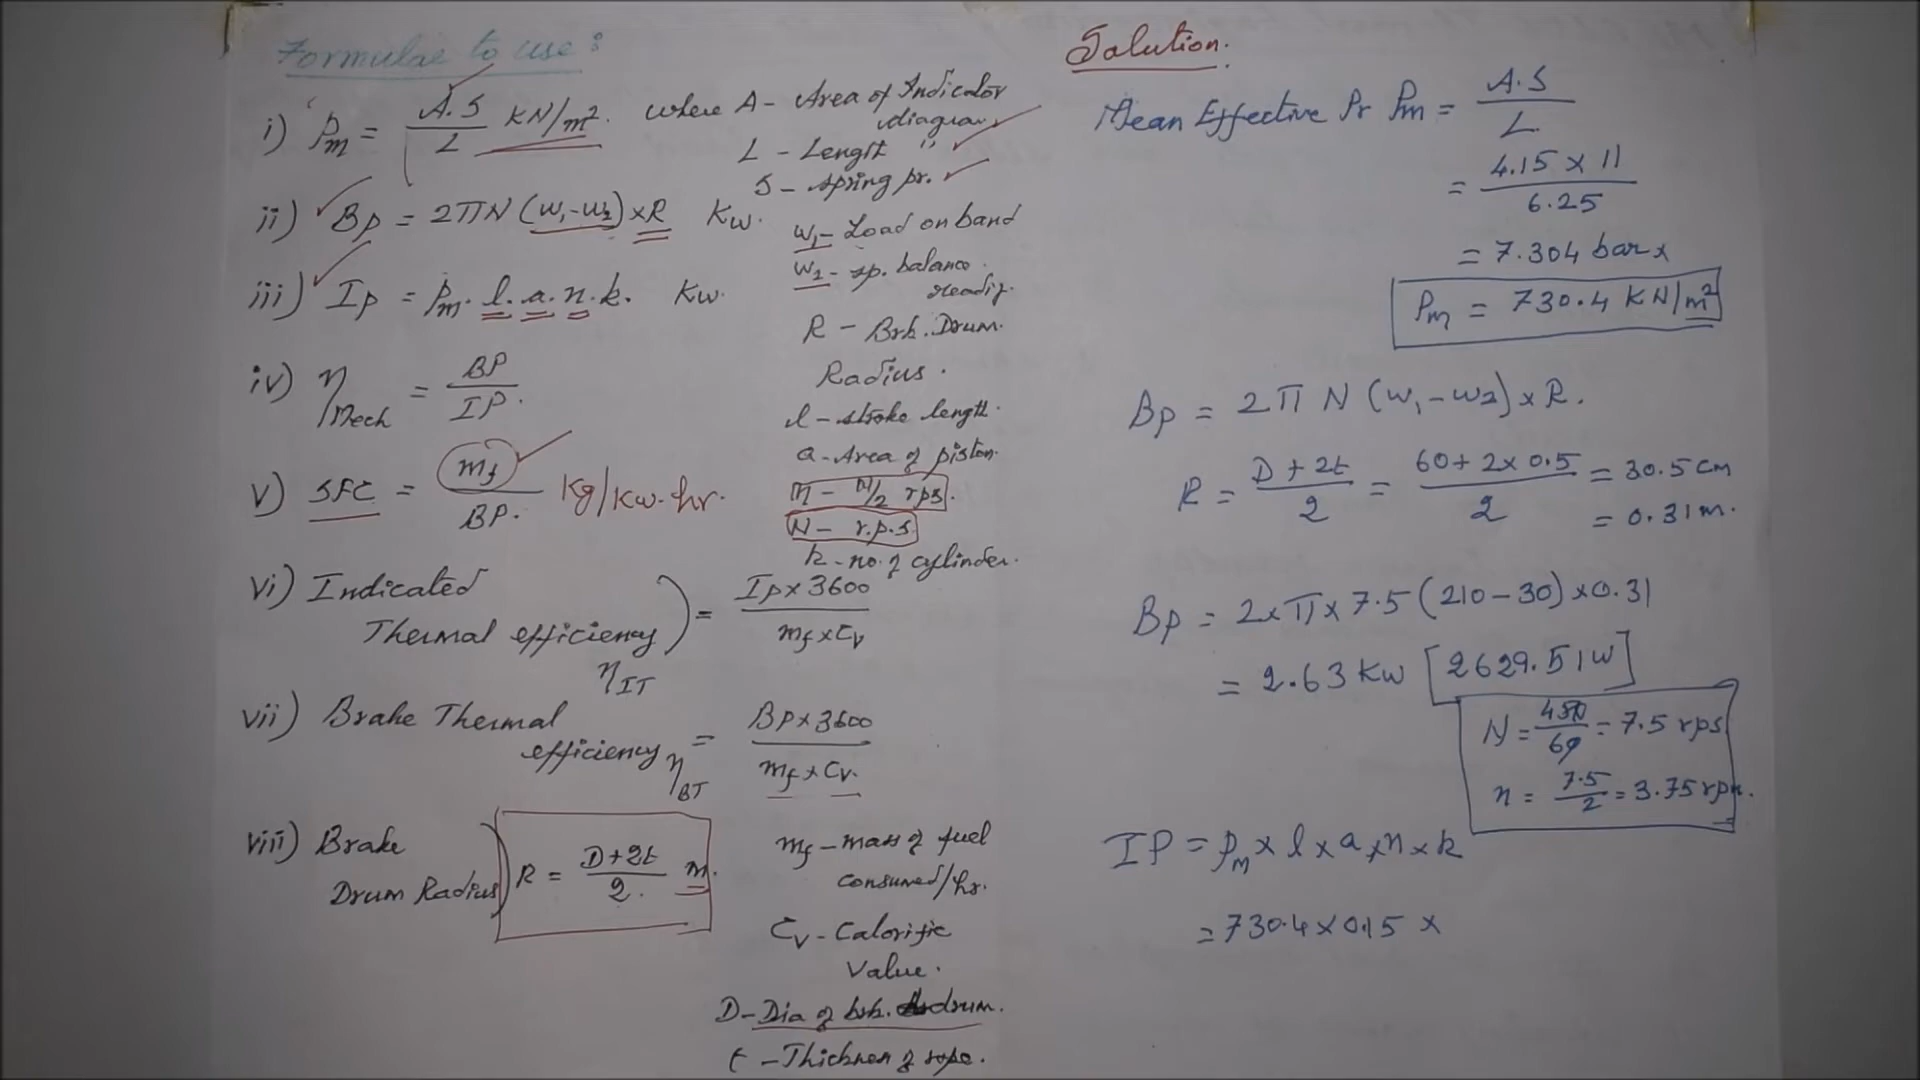 Formulae to use:
i) Pm = A.S / L KN/m². where A - Area of Indicator
diagram
L - Length "
S - spring pr.
ii) Bp = 2πN (W₁-W₂) x R Kw.
W₁ - Load on band
W₂ - sp. balance
readig.
iii) Ip = Pm. l. a. n. k. Kw.
R - Brk. Drum.
Radius.
iv) η Mech = BP / IP.
l - stroke length.
a - Area of piston.
n - N/2 rps.
N - r.p.s.
k - no. of cylinder.
v) SFC = mf / BP. Kg/Kw-hr.
vi) Indicated
Thermal efficiency
ηIT
= Ip x 3600 / mf x Cv
vii) Brake Thermal
efficiency ηBT
= BP x 3600 / mf x Cv.
viii) Brake
Drum Radius
R = D+2t / 2. m.
mf - mass of fuel
consumed/hr.
Cv - Calorific
Value.
D - Dia of brk. drum.
t - Thicknen of rope.
Solution.
Mean Effective Pr Pm = A.S / L.
= 4.15 x 11 / 6.25
= 7.304 bar x
Pm = 730.4 KN/m²
Bp = 2 π N (W₁-W2) x R.
R = D+2t / 2 = 60+2x0.5 / 2 = 30.5 cm
= 0.31 m.
Bp = 2 x π x 7.5 (210-30) x 0.31
= 2.63 Kw [2629.51W]
N = 450 / 60 = 7.5 rps
n = 7.5 / 2 = 3.75 rpn.
IP = Pm x l x a x n x k
= 730.4 x 0.15 x